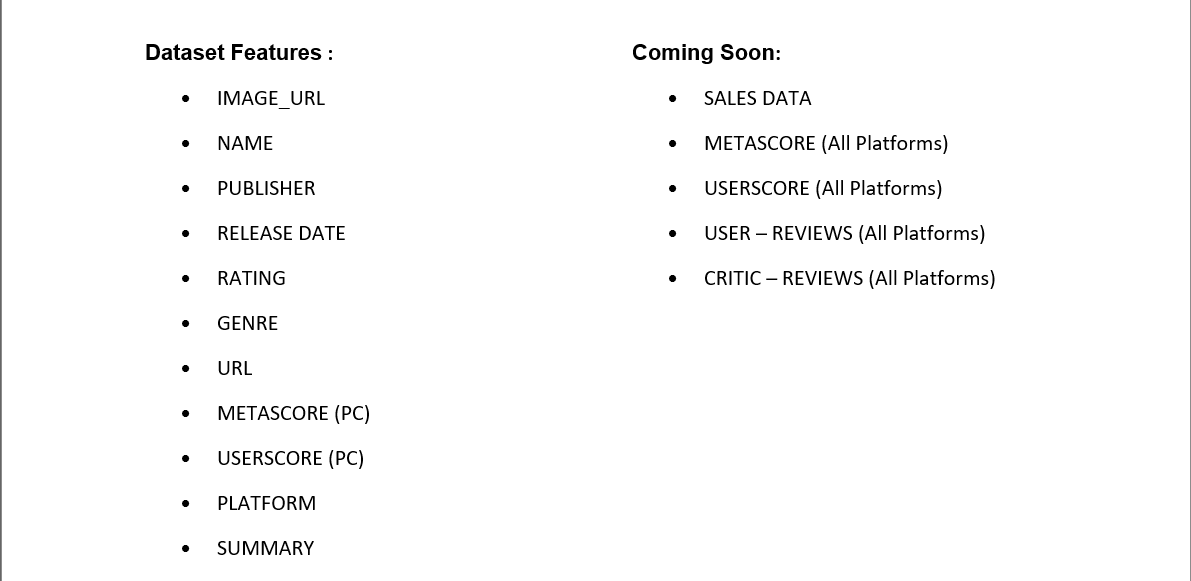 Dataset Features :
• IMAGE_URL
• NAME
• PUBLISHER
• RELEASE DATE
• RATING
• GENRE
• URL
• METASCORE (PC)
• USERSCORE (PC)
• PLATFORM
• SUMMARY
Coming Soon:
• SALES DATA
• METASCORE (All Platforms)
• USERSCORE (All Platforms)
• USER – REVIEWS (All Platforms)
• CRITIC – REVIEWS (All Platforms)